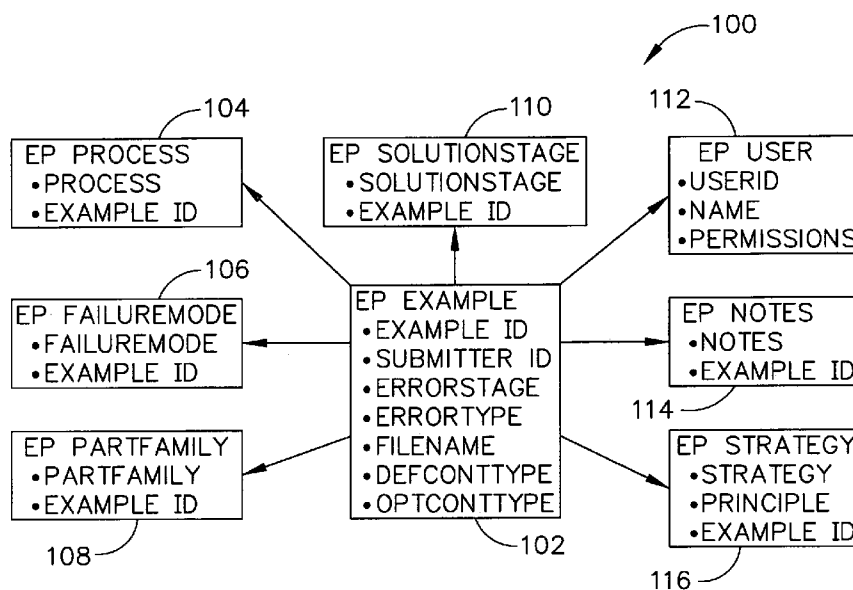 100
104
EP PROCESS
•PROCESS
•EXAMPLE ID
110
EP SOLUTIONSTAGE
•SOLUTIONSTAGE
•EXAMPLE ID
112
EP USER
•USERID
•NAME
•PERMISSIONS
106
EP FAILUREMODE
•FAILUREMODE
•EXAMPLE ID
EP EXAMPLE
•EXAMPLE ID
•SUBMITTER ID
•ERRORSTAGE
•ERRORTYPE
•FILENAME
•DEFCONTTYPE
•OPTCONTTYPE
102
EP NOTES
•NOTES
•EXAMPLE ID
114
EP PARTFAMILY
•PARTFAMILY
•EXAMPLE ID
108
EP STRATEGY
•STRATEGY
•PRINCIPLE
•EXAMPLE ID
116